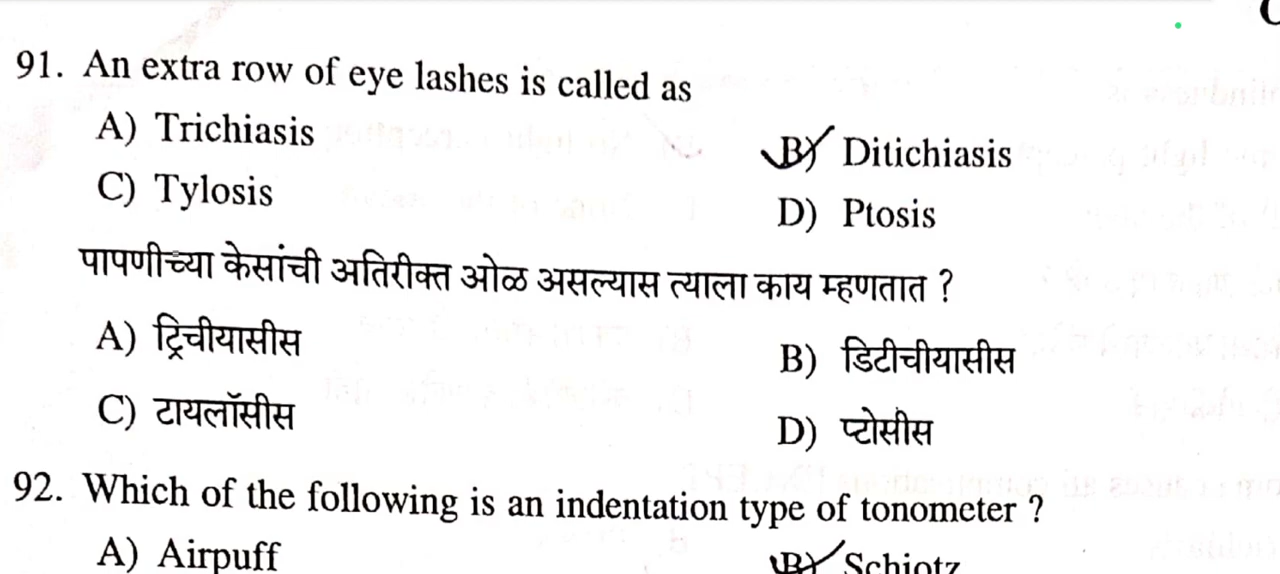 91. An extra row of eye lashes is called as
A) Trichiasis B) Ditichiasis
C) Tylosis D) Ptosis
पापणीच्या केसांची अतिरीक्त ओळ असल्यास त्याला काय म्हणतात ?
A) ट्रिचीयासीस B) डिटीचीयासीस
C) टायलॉसीस D) प्टोसीस
92. Which of the following is an indentation type of tonometer ?
A) Airpuff B) Schiotz